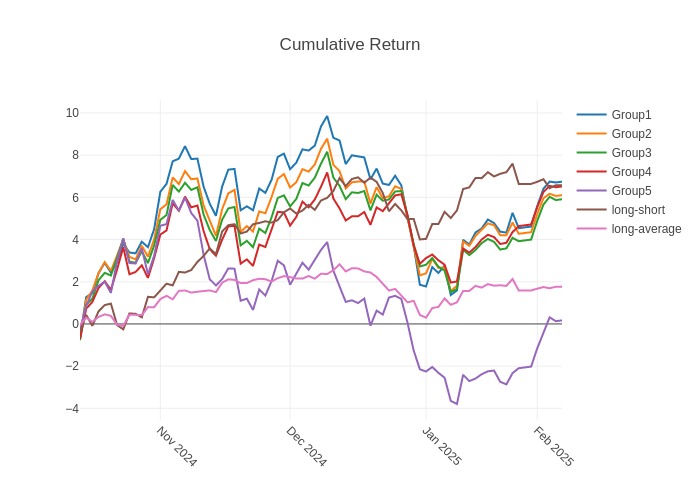 Cumulative Return
10
8
6
4
2
0
−2
−4
Nov 2024
Dec 2024
Jan 2025
Feb 2025
Group1
Group2
Group3
Group4
Group5
long-short
long-average